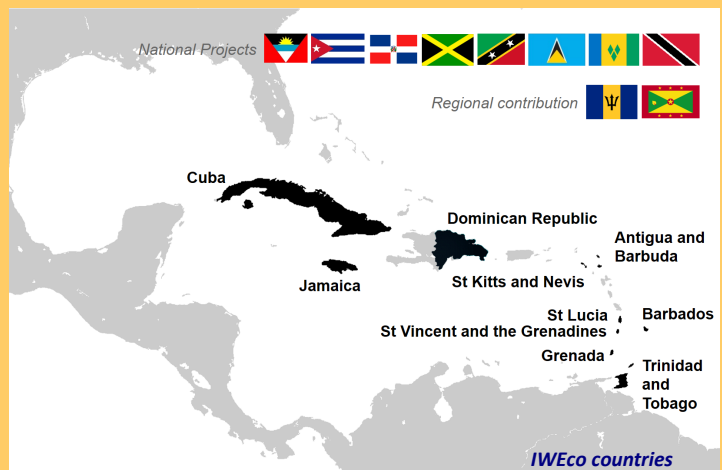 National Projects
Regional contribution
Cuba
Dominican Republic
Antigua and
Barbuda
Jamaica
St Kitts and Nevis
St Lucia
Barbados
St Vincent and the Grenadines
Grenada
Trinidad
and
Tobago
IWEco countries